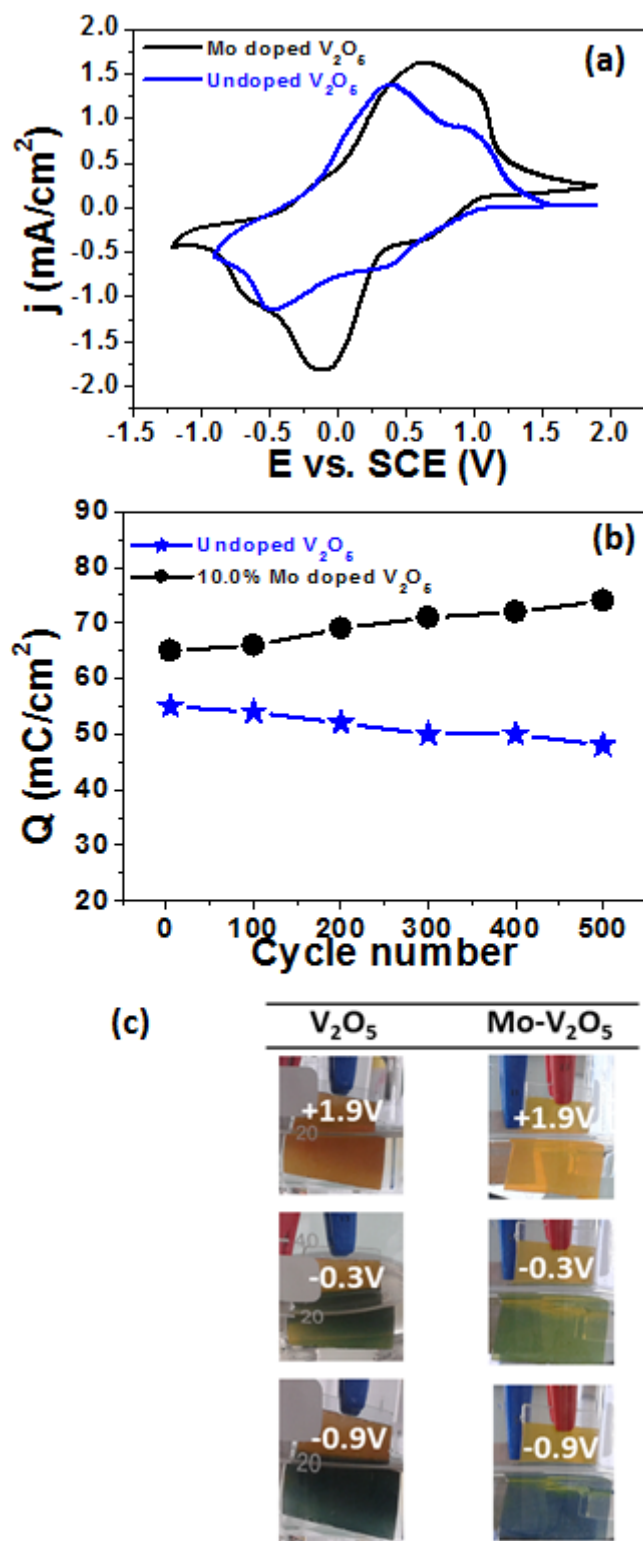 (a)
Mo doped V₂O₅
Undoped V₂O₅
2.0
1.5
1.0
0.5
0.0
-0.5
-1.0
-1.5
-2.0
j (mA/cm²)
-1.5 -1.0 -0.5 0.0 0.5 1.0 1.5 2.0
E vs. SCE (V)
(b)
Undoped V₂O₅
10.0% Mo doped V₂O₅
90
80
70
60
50
40
30
20
Q (mC/cm²)
0 100 200 300 400 500
Cycle number
(c)
V₂O₅ Mo-V₂O₅
+1.9V +1.9V
20
40
-0.3V -0.3V
20
-0.9V -0.9V
20